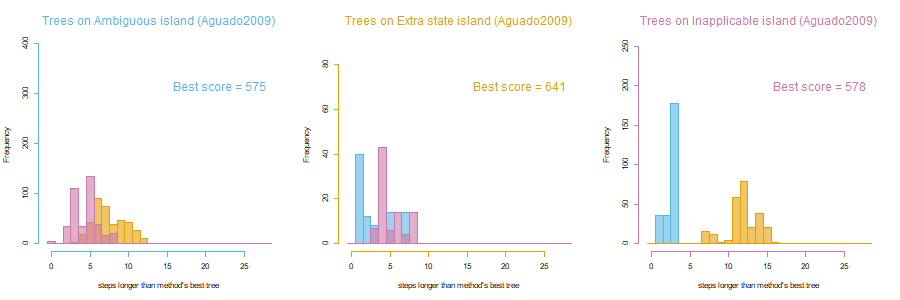 Trees on Ambiguous island (Aguado2009)
Best score = 575
Frequency
0
100
200
300
400
0 5 10 15 20 25
steps longer than method's best tree
Trees on Extra state island (Aguado2009)
Best score = 641
Frequency
0
20
40
60
80
0 5 10 15 20 25
steps longer than method's best tree
Trees on Inapplicable island (Aguado2009)
Best score = 578
Frequency
0
50
100
150
200
250
0 5 10 15 20 25
steps longer than method's best tree